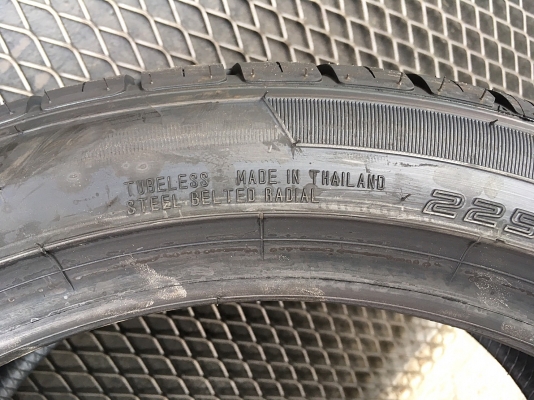 TUBELESS MADE IN THAILAND
STEEL BELTED RADIAL
225